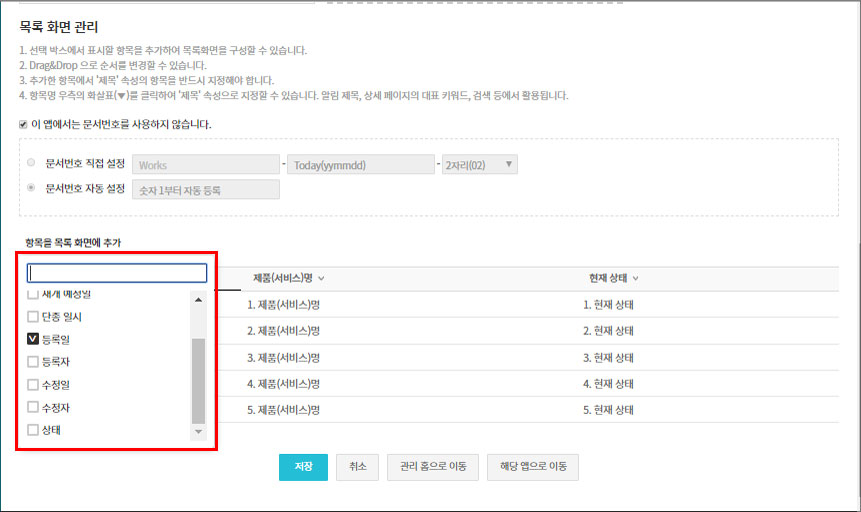 목록 화면 관리
1. 선택 박스에서 표시할 항목을 추가하여 목록화면을 구성할 수 있습니다.
2. Drag&Drop 으로 순서를 변경할 수 있습니다.
3. 추가한 항목에서 '제목' 속성의 항목을 반드시 지정해야 합니다.
4. 항목명 우측의 화살표(▼)를 클릭하여 '제목' 속성으로 지정할 수 있습니다. 알림 제목, 상세 페이지의 대표 키워드, 검색 등에서 활용됩니다.
이 앱에서는 문서번호를 사용하지 않습니다.
문서번호 직접 설정 Works - Today(yymmdd) - 2자리(02) ▼
문서번호 자동 설정 숫자 1부터 자동 등록
항목을 목록 화면에 추가
제품(서비스)명 현재 상태
재개 예정일
1. 제품(서비스)명 1. 현재 상태
단종 일시
2. 제품(서비스)명 2. 현재 상태
등록일
3. 제품(서비스)명 3. 현재 상태
등록자
4. 제품(서비스)명 4. 현재 상태
수정일
5. 제품(서비스)명 5. 현재 상태
수정자
상태
저장 취소 관리 홈으로 이동 해당 앱으로 이동